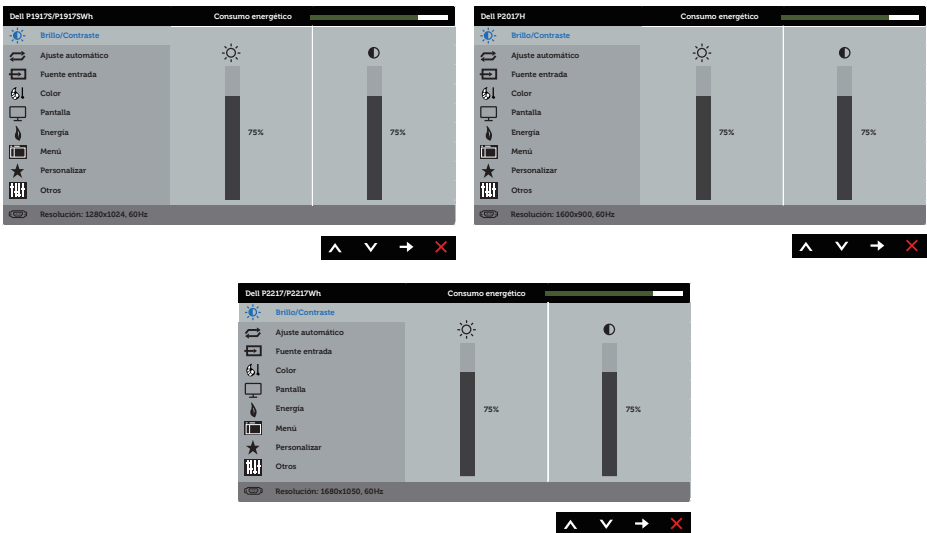 Dell P1917S/P1917SWh Consumo energético
Brillo/Contraste
Ajuste automático
Fuente entrada
Color
Pantalla
Energía
75% 75%
Menú
Personalizar
Otros
Resolución: 1280x1024, 60Hz
Dell P2017H Consumo energético
Brillo/Contraste
Ajuste automático
Fuente entrada
Color
Pantalla
Energía
75% 75%
Menú
Personalizar
Otros
Resolución: 1600x900, 60Hz
Dell P2217/P2217Wh Consumo energético
Brillo/Contraste
Ajuste automático
Fuente entrada
Color
Pantalla
Energía
75% 75%
Menú
Personalizar
Otros
Resolución: 1680x1050, 60Hz